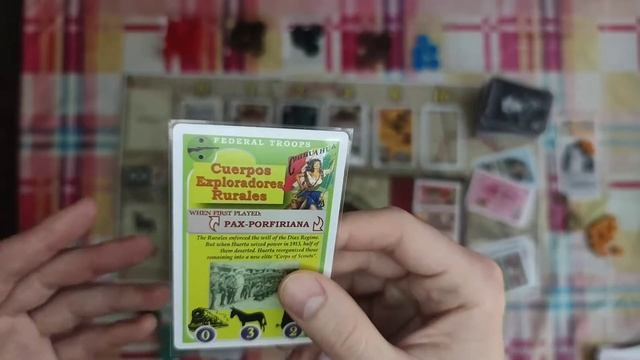 FEDERAL TROOPS
CHIHUAHUA
Cuerpos
Exploradores
Rurales
WHEN FIRST PLAYED:
PAX-PORFIRIANA
The Rurales enforced the will of the Diaz Regime.
But when Huerta seized power in 1913, half of
them deserted. Huerta reorganized those
remaining into a new elite "Corps of Scouts".
0 3 2